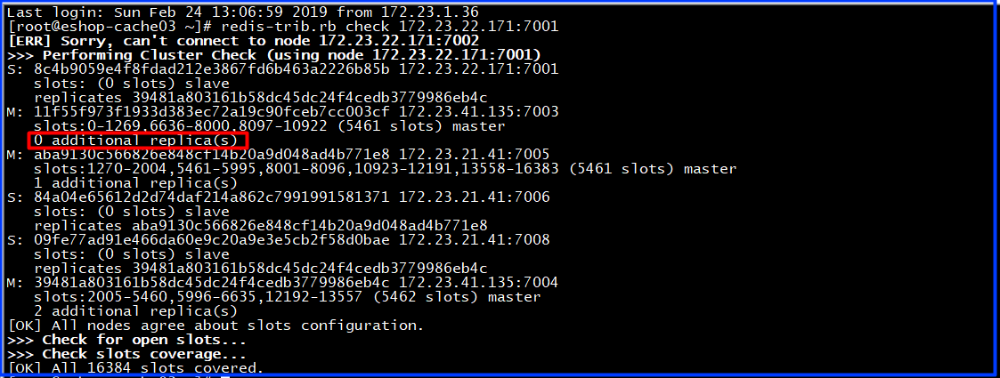 Last login: Sun Feb 24 13:06:59 2019 from 172.23.1.36
[root@eshop-cache03 ~]# redis-trib.rb check 172.23.22.171:7001
[ERR] Sorry, can't connect to node 172.23.22.171:7002
>>> Performing Cluster Check (using node 172.23.22.171:7001)
S: 8c4b9059e4f8fdad212e3867fd6b463a2226b85b 172.23.22.171:7001
slots: (0 slots) slave
replicates 39481a803161b58dc45dc24f4cedb3779986eb4c
M: 11f55f973f1933d383ec72a19c90fceb7cc003cf 172.23.41.135:7003
slots:0-1269,6636-8000,8097-10922 (5461 slots) master
0 additional replica(s)
M: aba9130c566826e848cf14b20a9d048ad4b771e8 172.23.21.41:7005
slots:1270-2004,5461-5995,8001-8096,10923-12191,13558-16383 (5461 slots) master
1 additional replica(s)
S: 84a04e65612d2d74daf214a862c7991991581371 172.23.21.41:7006
slots: (0 slots) slave
replicates aba9130c566826e848cf14b20a9d048ad4b771e8
S: 09fe77ad91e466da60e9c20a9e3e5cb2f58d0bae 172.23.21.41:7008
slots: (0 slots) slave
replicates 39481a803161b58dc45dc24f4cedb3779986eb4c
M: 39481a803161b58dc45dc24f4cedb3779986eb4c 172.23.41.135:7004
slots:2005-5460,5996-6635,12192-13557 (5462 slots) master
2 additional replica(s)
[OK] All nodes agree about slots configuration.
>>> Check for open slots...
>>> Check slots coverage...
[OK] All 16384 slots covered.